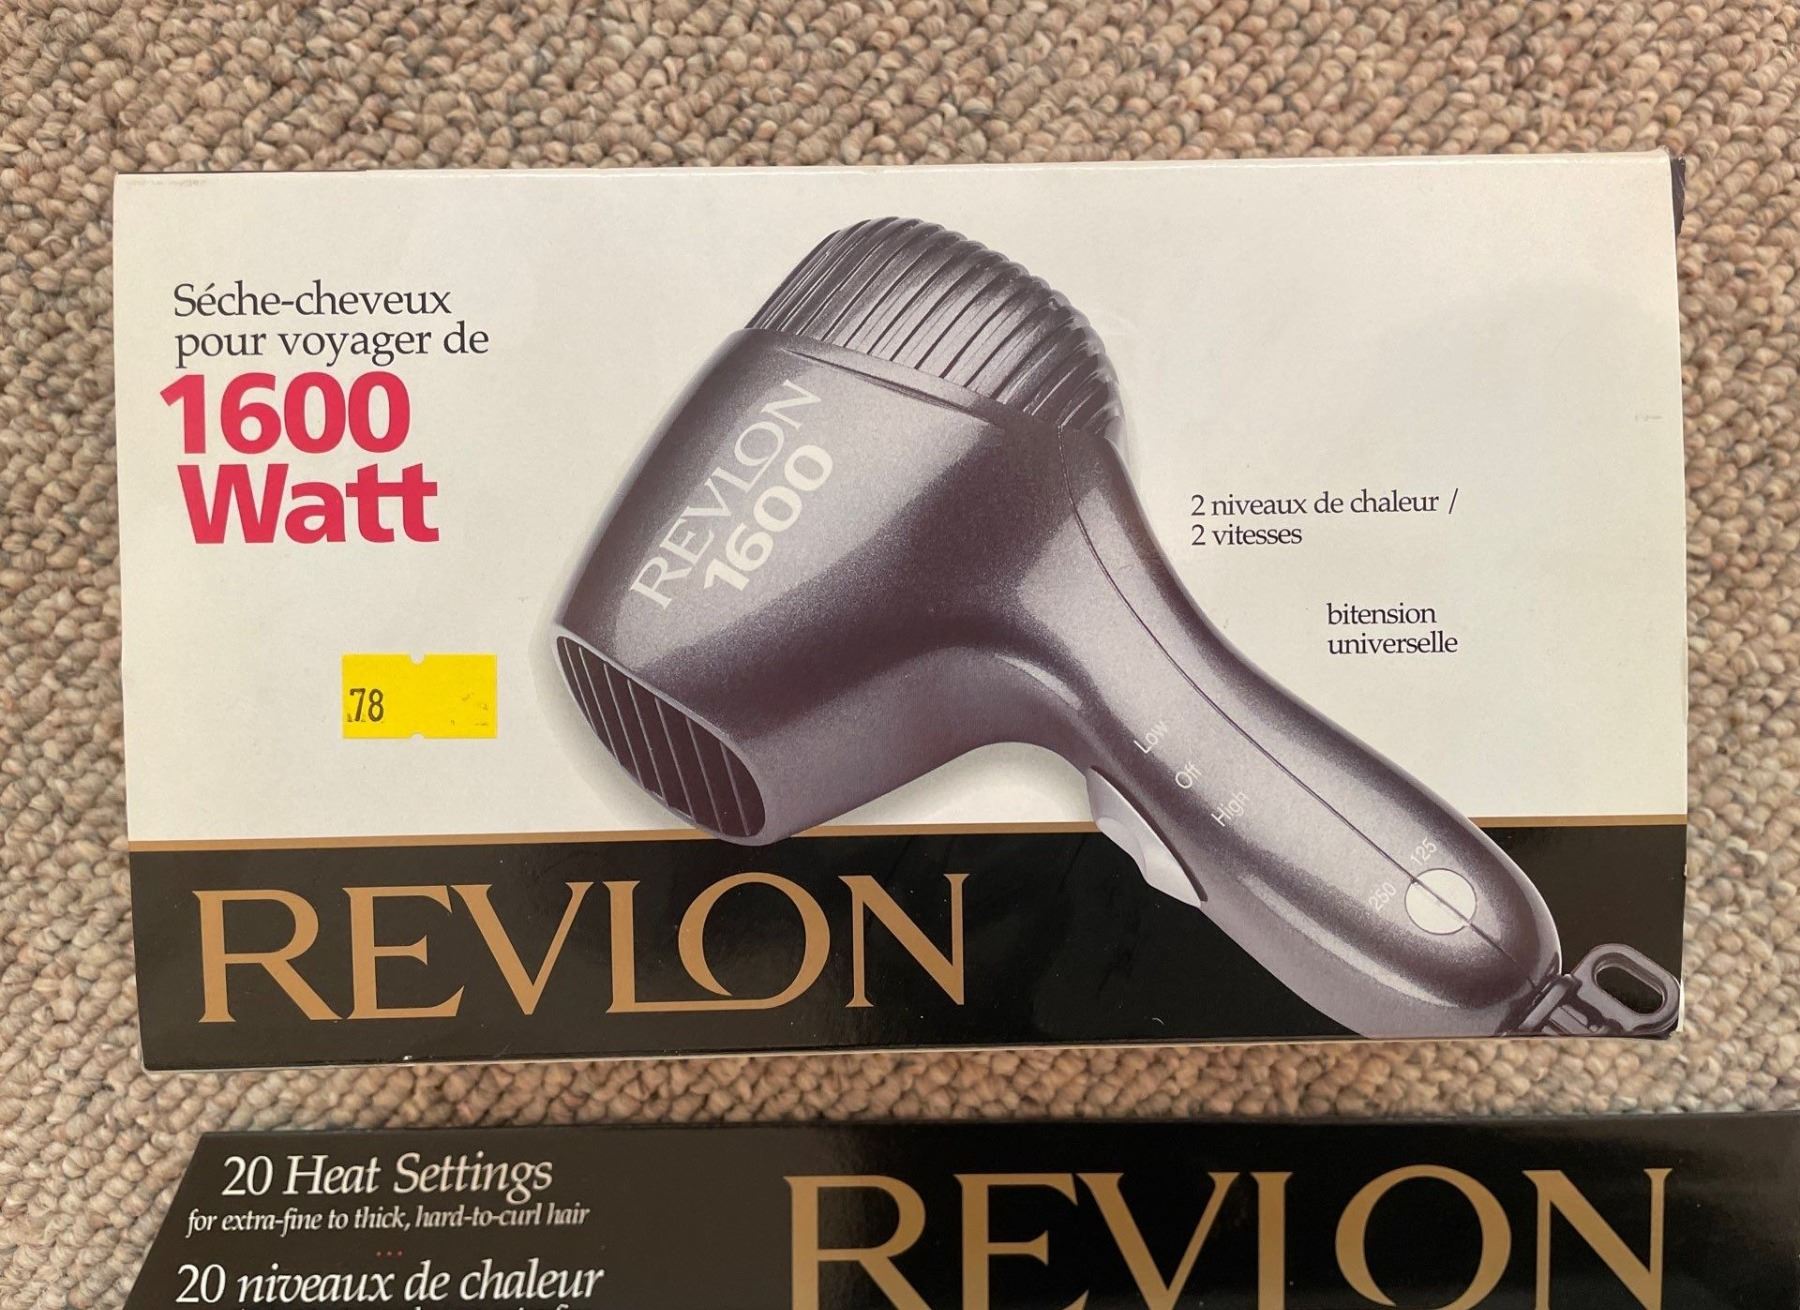 Séche-cheveux
pour voyager de
1600
Watt
REVLON
1600
2 niveaux de chaleur /
2 vitesses
bitension
universelle
78
Low
Off
High
125
250
REVLON
20 Heat Settings
for extra-fine to thick, hard-to-curl hair
...
20 niveaux de chaleur
REVLON